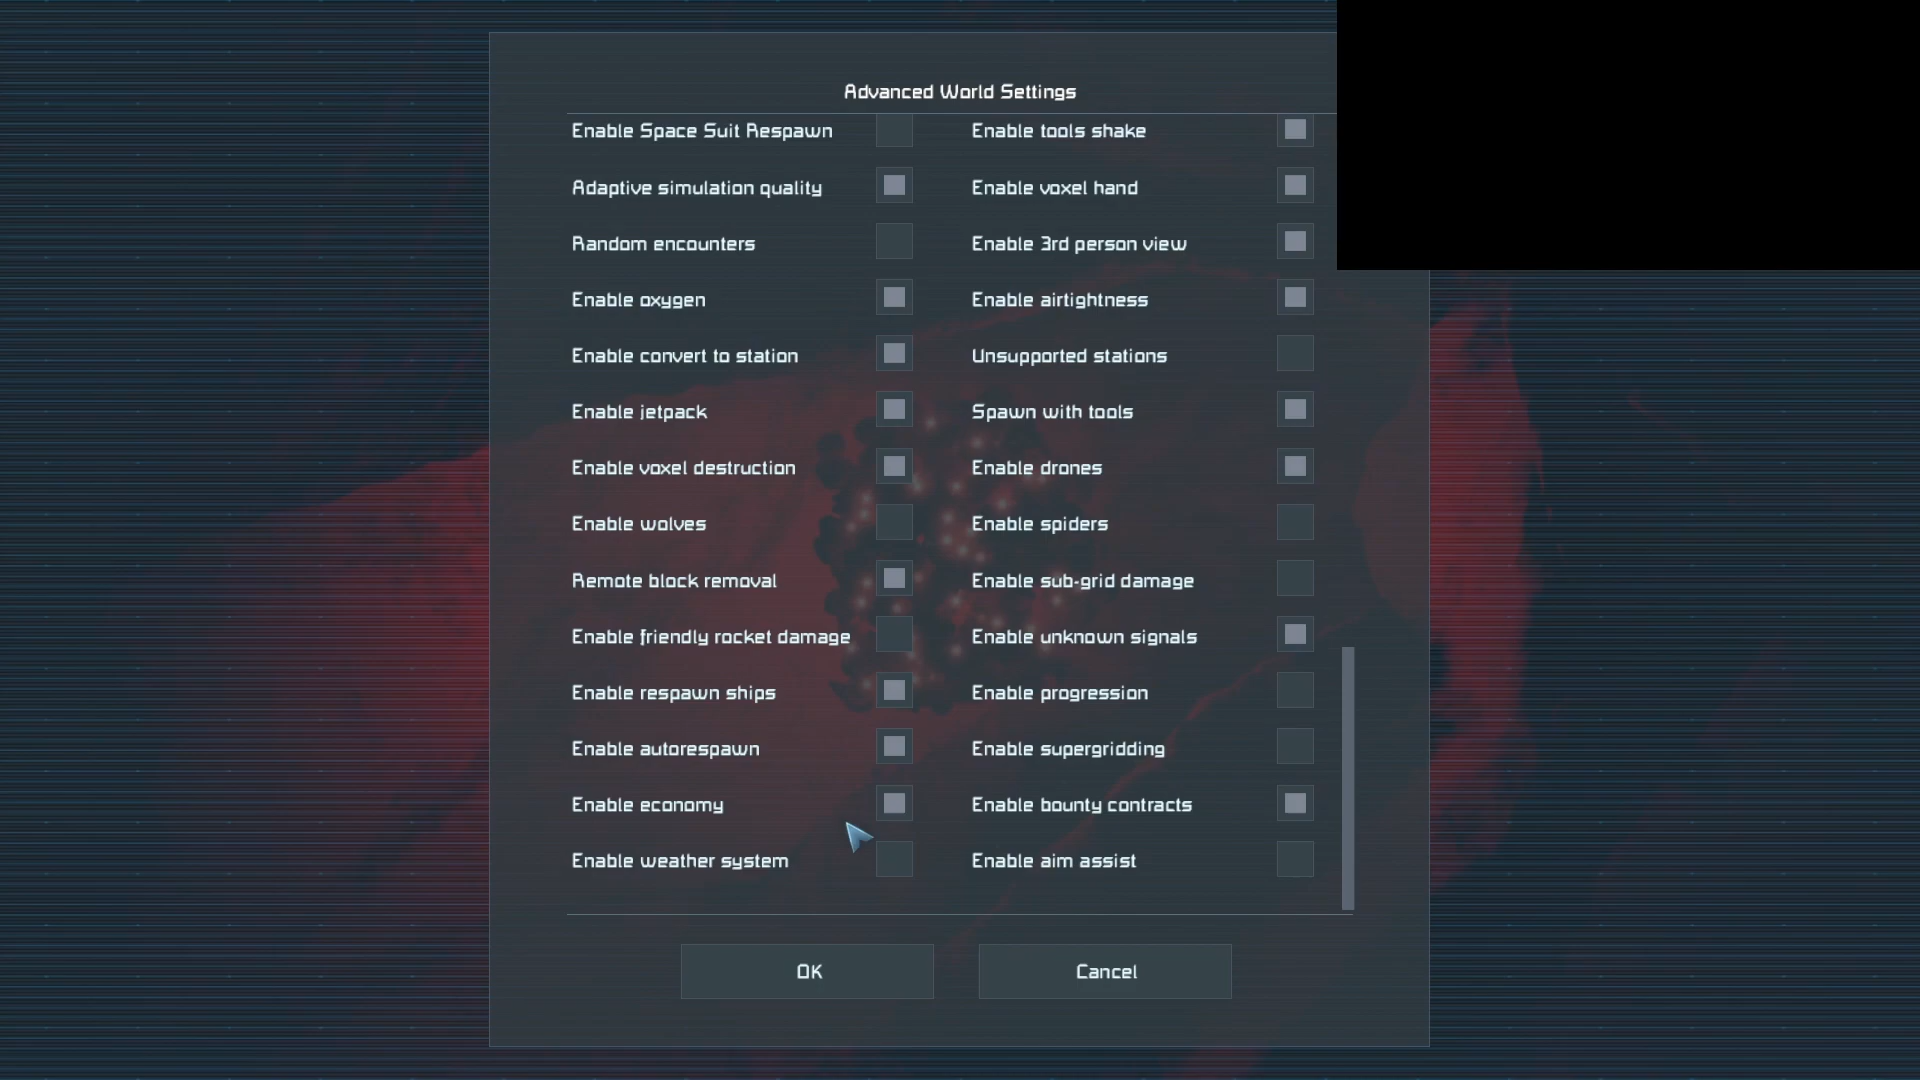 Advanced World Settings
Enable Space Suit Respawn Enable tools shake
Adaptive simulation quality Enable voxel hand
Random encounters Enable 3rd person view
Enable oxygen Enable airtightness
Enable convert to station Unsupported stations
Enable jetpack Spawn with tools
Enable voxel destruction Enable drones
Enable wolves Enable spiders
Remote block removal Enable sub-grid damage
Enable friendly rocket damage Enable unknown signals
Enable respawn ships Enable progression
Enable autorespawn Enable supergridding
Enable economy Enable bounty contracts
Enable weather system Enable aim assist
OK Cancel